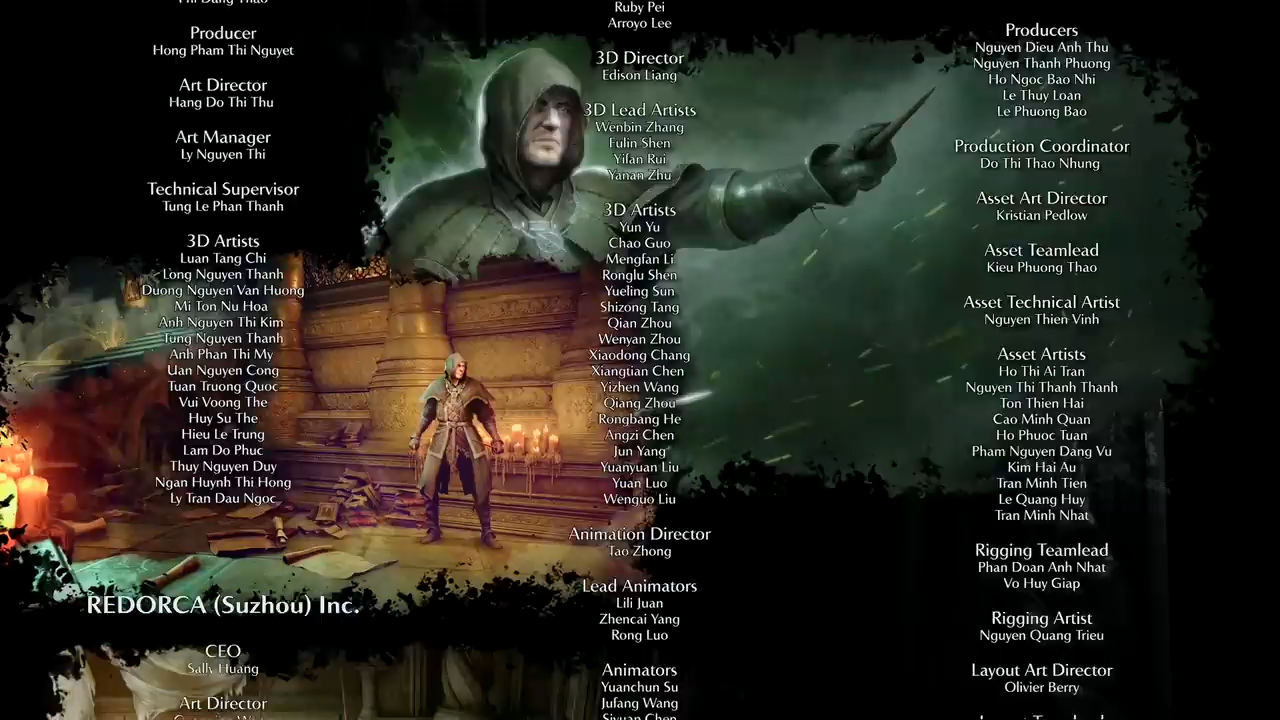 Producer
Hong Pham Thi Nguyet
Art Director
Hang Do Thi Thu
Art Manager
Ly Nguyen Thi
Technical Supervisor
Tung Le Phan Thanh
3D Artists
Luan Tang Chi
Long Nguyen Thanh
Duong Nguyen Van Huong
Mi Ton Nu Hoa
Anh Nguyen Thi Kim
Tung Nguyen Thanh
Anh Phan Thi My
Uan Nguyen Cong
Tuan Truong Quoc
Vui Voong The
Huy Su The
Hieu Le Trung
Lam Do Phuc
Thuy Nguyen Duy
Ngan Huynh Thi Hong
Ly Tran Dau Ngoc
REDORCA (Suzhou) Inc.
CEO
Sally Huang
Art Director
Ruby Pei
Arroyo Lee
3D Director
Edison Liang
3D Lead Artists
Wenbin Zhang
Fulin Shen
Yifan Rui
Yanan Zhu
3D Artists
Yun Yu
Chao Guo
Mengfan Li
Ronglu Shen
Yueling Sun
Shizong Tang
Qian Zhou
Wenyan Zhou
Xiaodong Chang
Xiangtian Chen
Yizhen Wang
Qiang Zhou
Rongbang He
Angzi Chen
Jun Yang
Yuanyuan Liu
Yuan Luo
Wenguo Liu
Animation Director
Tao Zhong
Lead Animators
Lili Juan
Zhencai Yang
Rong Luo
Animators
Yuanchun Su
Jufang Wang
Siyuan Chen
Producers
Nguyen Dieu Anh Thu
Nguyen Thanh Phuong
Ho Ngoc Bao Nhi
Le Thuy Loan
Le Phuong Bao
Production Coordinator
Do Thi Thao Nhung
Asset Art Director
Kristian Pedlow
Asset Teamlead
Kieu Phuong Thao
Asset Technical Artist
Nguyen Thien Vinh
Asset Artists
Ho Thi Ai Tran
Nguyen Thi Thanh Thanh
Ton Thien Hai
Cao Minh Quan
Ho Phuoc Tuan
Pham Nguyen Dang Vu
Kim Hai Au
Tran Minh Tien
Le Quang Huy
Tran Minh Nhat
Rigging Teamlead
Phan Doan Anh Nhat
Vo Huy Giap
Rigging Artist
Nguyen Quang Trieu
Layout Art Director
Olivier Berry